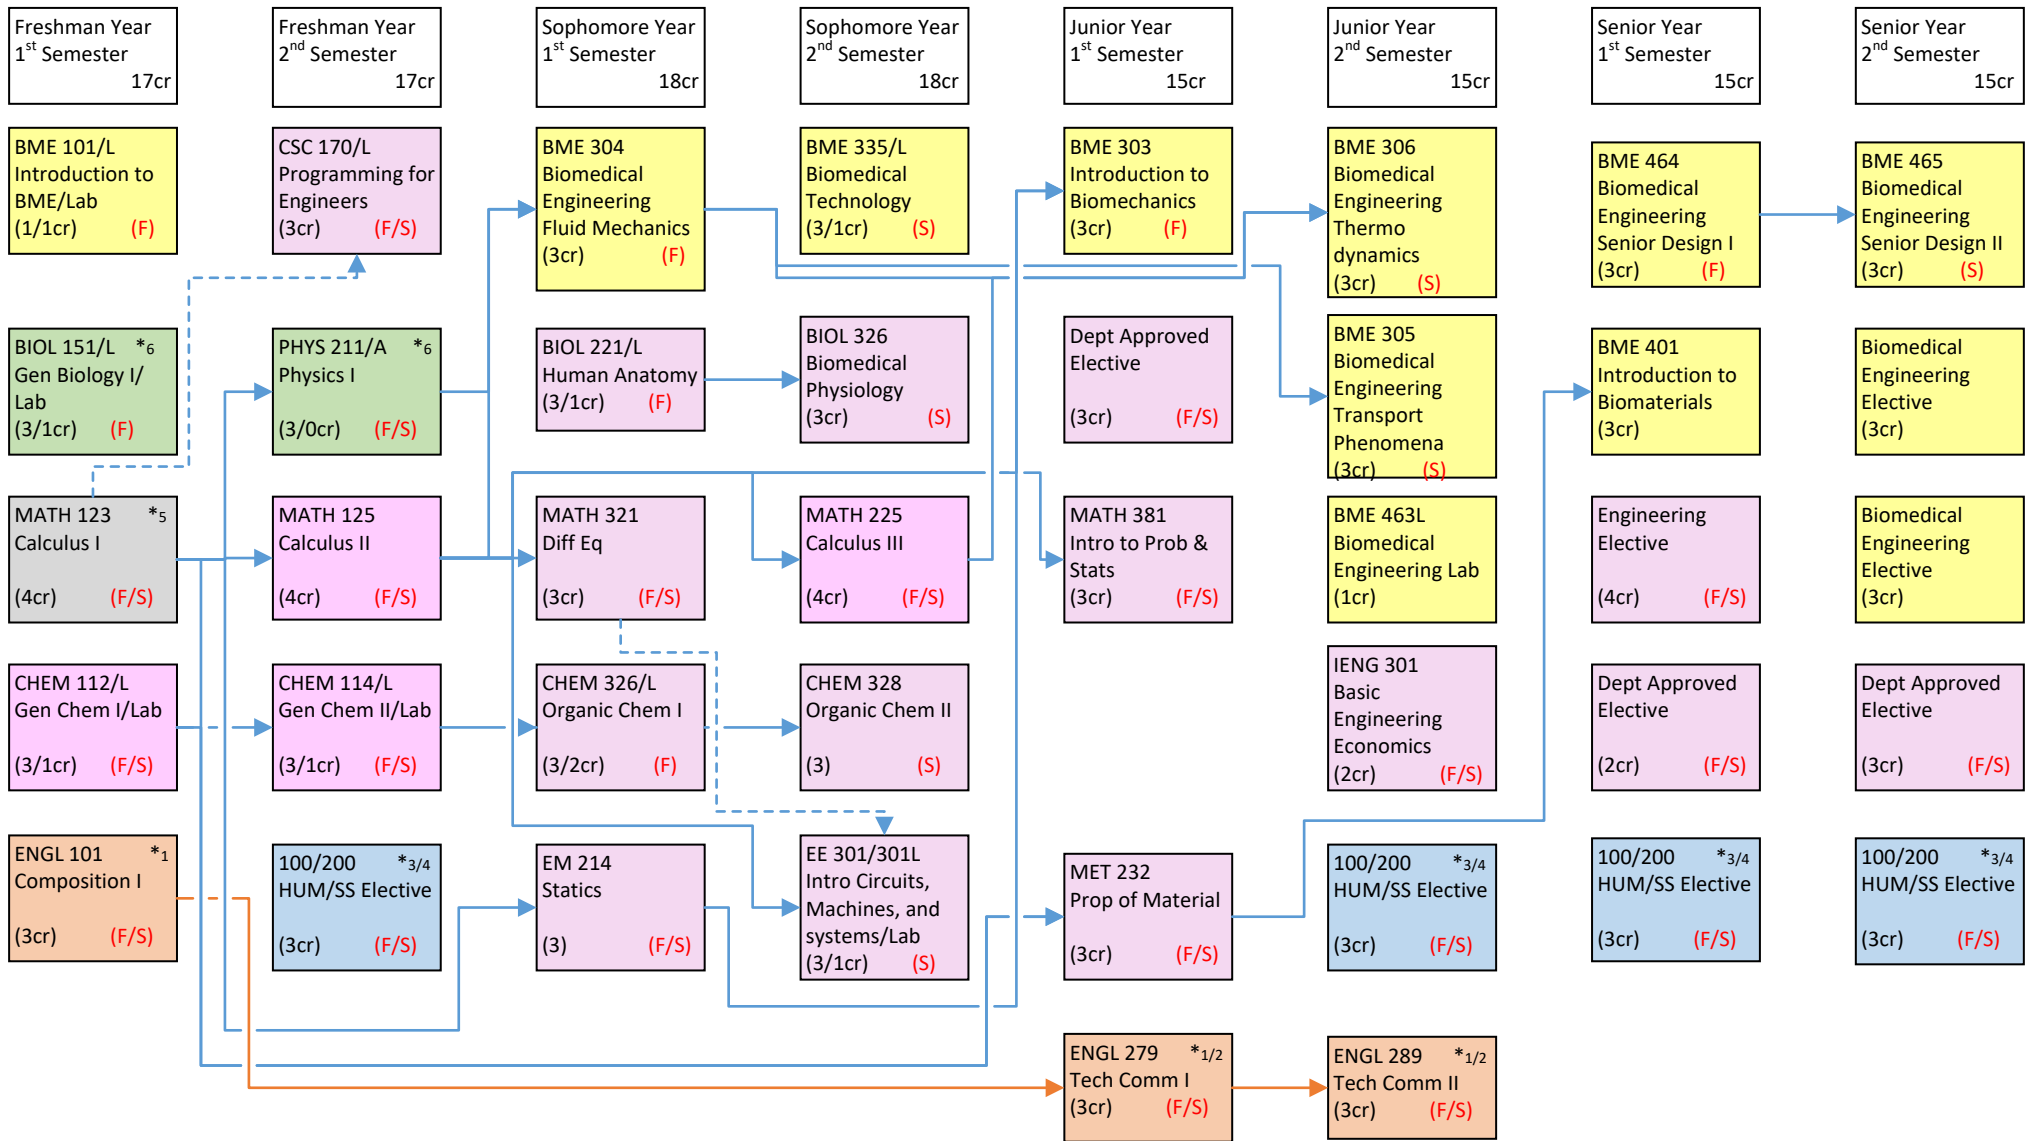 Freshman Year
1st Semester
17cr
Freshman Year
2nd Semester
17cr
Sophomore Year
1st Semester
18cr
Sophomore Year
2nd Semester
18cr
Junior Year
1st Semester
15cr
Junior Year
2nd Semester
15cr
Senior Year
1st Semester
15cr
Senior Year
2nd Semester
15cr
BME 101/L
Introduction to
BME/Lab
(1/1cr) (F)
CSC 170/L
Programming for
Engineers
(3cr) (F/S)
BME 304
Biomedical
Engineering
Fluid Mechanics
(3cr) (F)
BME 335/L
Biomedical
Technology
(3/1cr) (S)
BME 303
Introduction to
Biomechanics
(3cr) (F)
BME 306
Biomedical
Engineering
Thermo
dynamics
(3cr) (S)
BME 464
Biomedical
Engineering
Senior Design I
(3cr) (F)
BME 465
Biomedical
Engineering
Senior Design II
(3cr) (S)
BIOL 151/L *6
Gen Biology I/
Lab
(3/1cr) (F)
PHYS 211/A *6
Physics I
(3/0cr) (F/S)
BIOL 221/L
Human Anatomy
(3/1cr) (F)
BIOL 326
Biomedical
Physiology
(3cr) (S)
Dept Approved
Elective
(3cr) (F/S)
BME 305
Biomedical
Engineering
Transport
Phenomena
(3cr) (S)
BME 401
Introduction to
Biomaterials
(3cr)
Biomedical
Engineering
Elective
(3cr)
MATH 123 *5
Calculus I
(4cr) (F/S)
MATH 125
Calculus II
(4cr) (F/S)
MATH 321
Diff Eq
(3cr) (F/S)
MATH 225
Calculus III
(4cr) (F/S)
MATH 381
Intro to Prob &
Stats
(3cr) (F/S)
BME 463L
Biomedical
Engineering Lab
(1cr)
Engineering
Elective
(4cr) (F/S)
Biomedical
Engineering
Elective
(3cr)
CHEM 112/L
Gen Chem I/Lab
(3/1cr) (F/S)
CHEM 114/L
Gen Chem II/Lab
(3/1cr) (F/S)
CHEM 326/L
Organic Chem I
(3/2cr) (F)
CHEM 328
Organic Chem II
(3) (S)
IENG 301
Basic
Engineering
Economics
(2cr) (F/S)
Dept Approved
Elective
(2cr) (F/S)
Dept Approved
Elective
(3cr) (F/S)
ENGL 101 *1
Composition I
(3cr) (F/S)
100/200 *3/4
HUM/SS Elective
(3cr) (F/S)
EM 214
Statics
(3) (F/S)
EE 301/301L
Intro Circuits,
Machines, and
systems/Lab
(3/1cr) (S)
MET 232
Prop of Material
(3cr) (F/S)
100/200 *3/4
HUM/SS Elective
(3cr) (F/S)
100/200 *3/4
HUM/SS Elective
(3cr) (F/S)
100/200 *3/4
HUM/SS Elective
(3cr) (F/S)
ENGL 279 *1/2
Tech Comm I
(3cr) (F/S)
ENGL 289 *1/2
Tech Comm II
(3cr) (F/S)